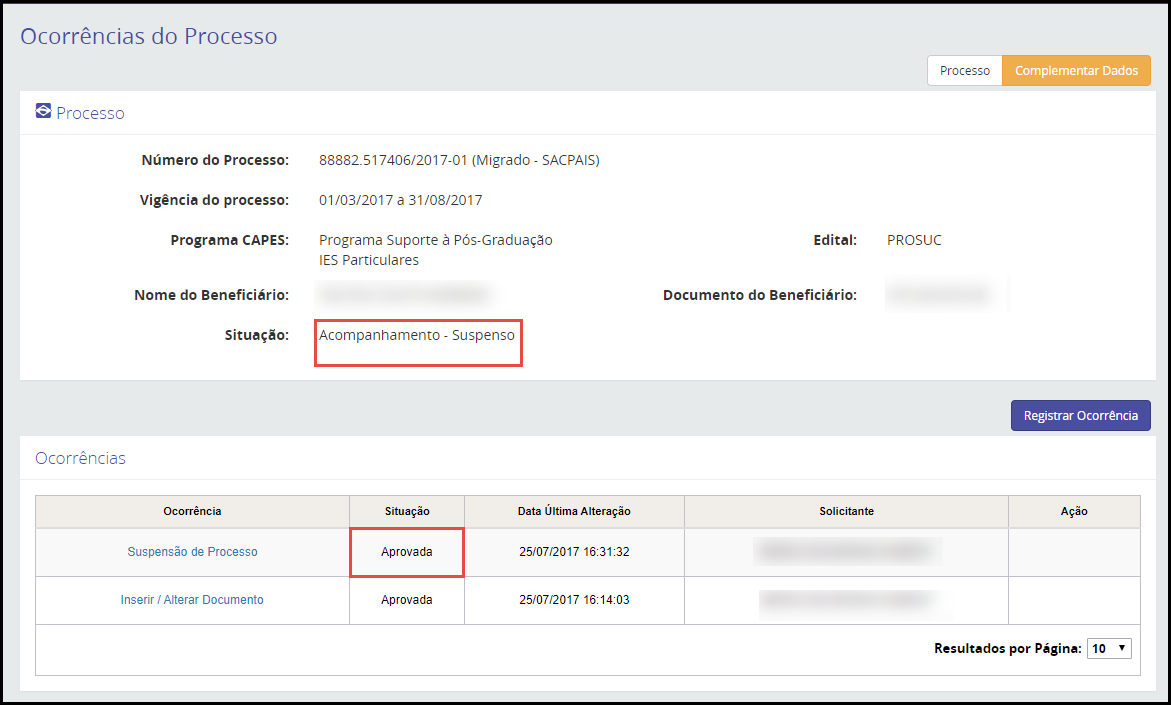 Ocorrências do Processo
Processo Complementar Dados
Processo
Número do Processo: 88882.517406/2017-01 (Migrado - SACPAIS)
Vigência do processo: 01/03/2017 a 31/08/2017
Programa CAPES: Programa Suporte à Pós-Graduação Edital: PROSUC
IES Particulares
Nome do Beneficiário: Documento do Beneficiário:
Situação: Acompanhamento - Suspenso
Registrar Ocorrência
Ocorrências
Ocorrência Situação Data Última Alteração Solicitante Ação
Suspensão de Processo Aprovada 25/07/2017 16:31:32
Inserir / Alterar Documento Aprovada 25/07/2017 16:14:03
Resultados por Página: 10